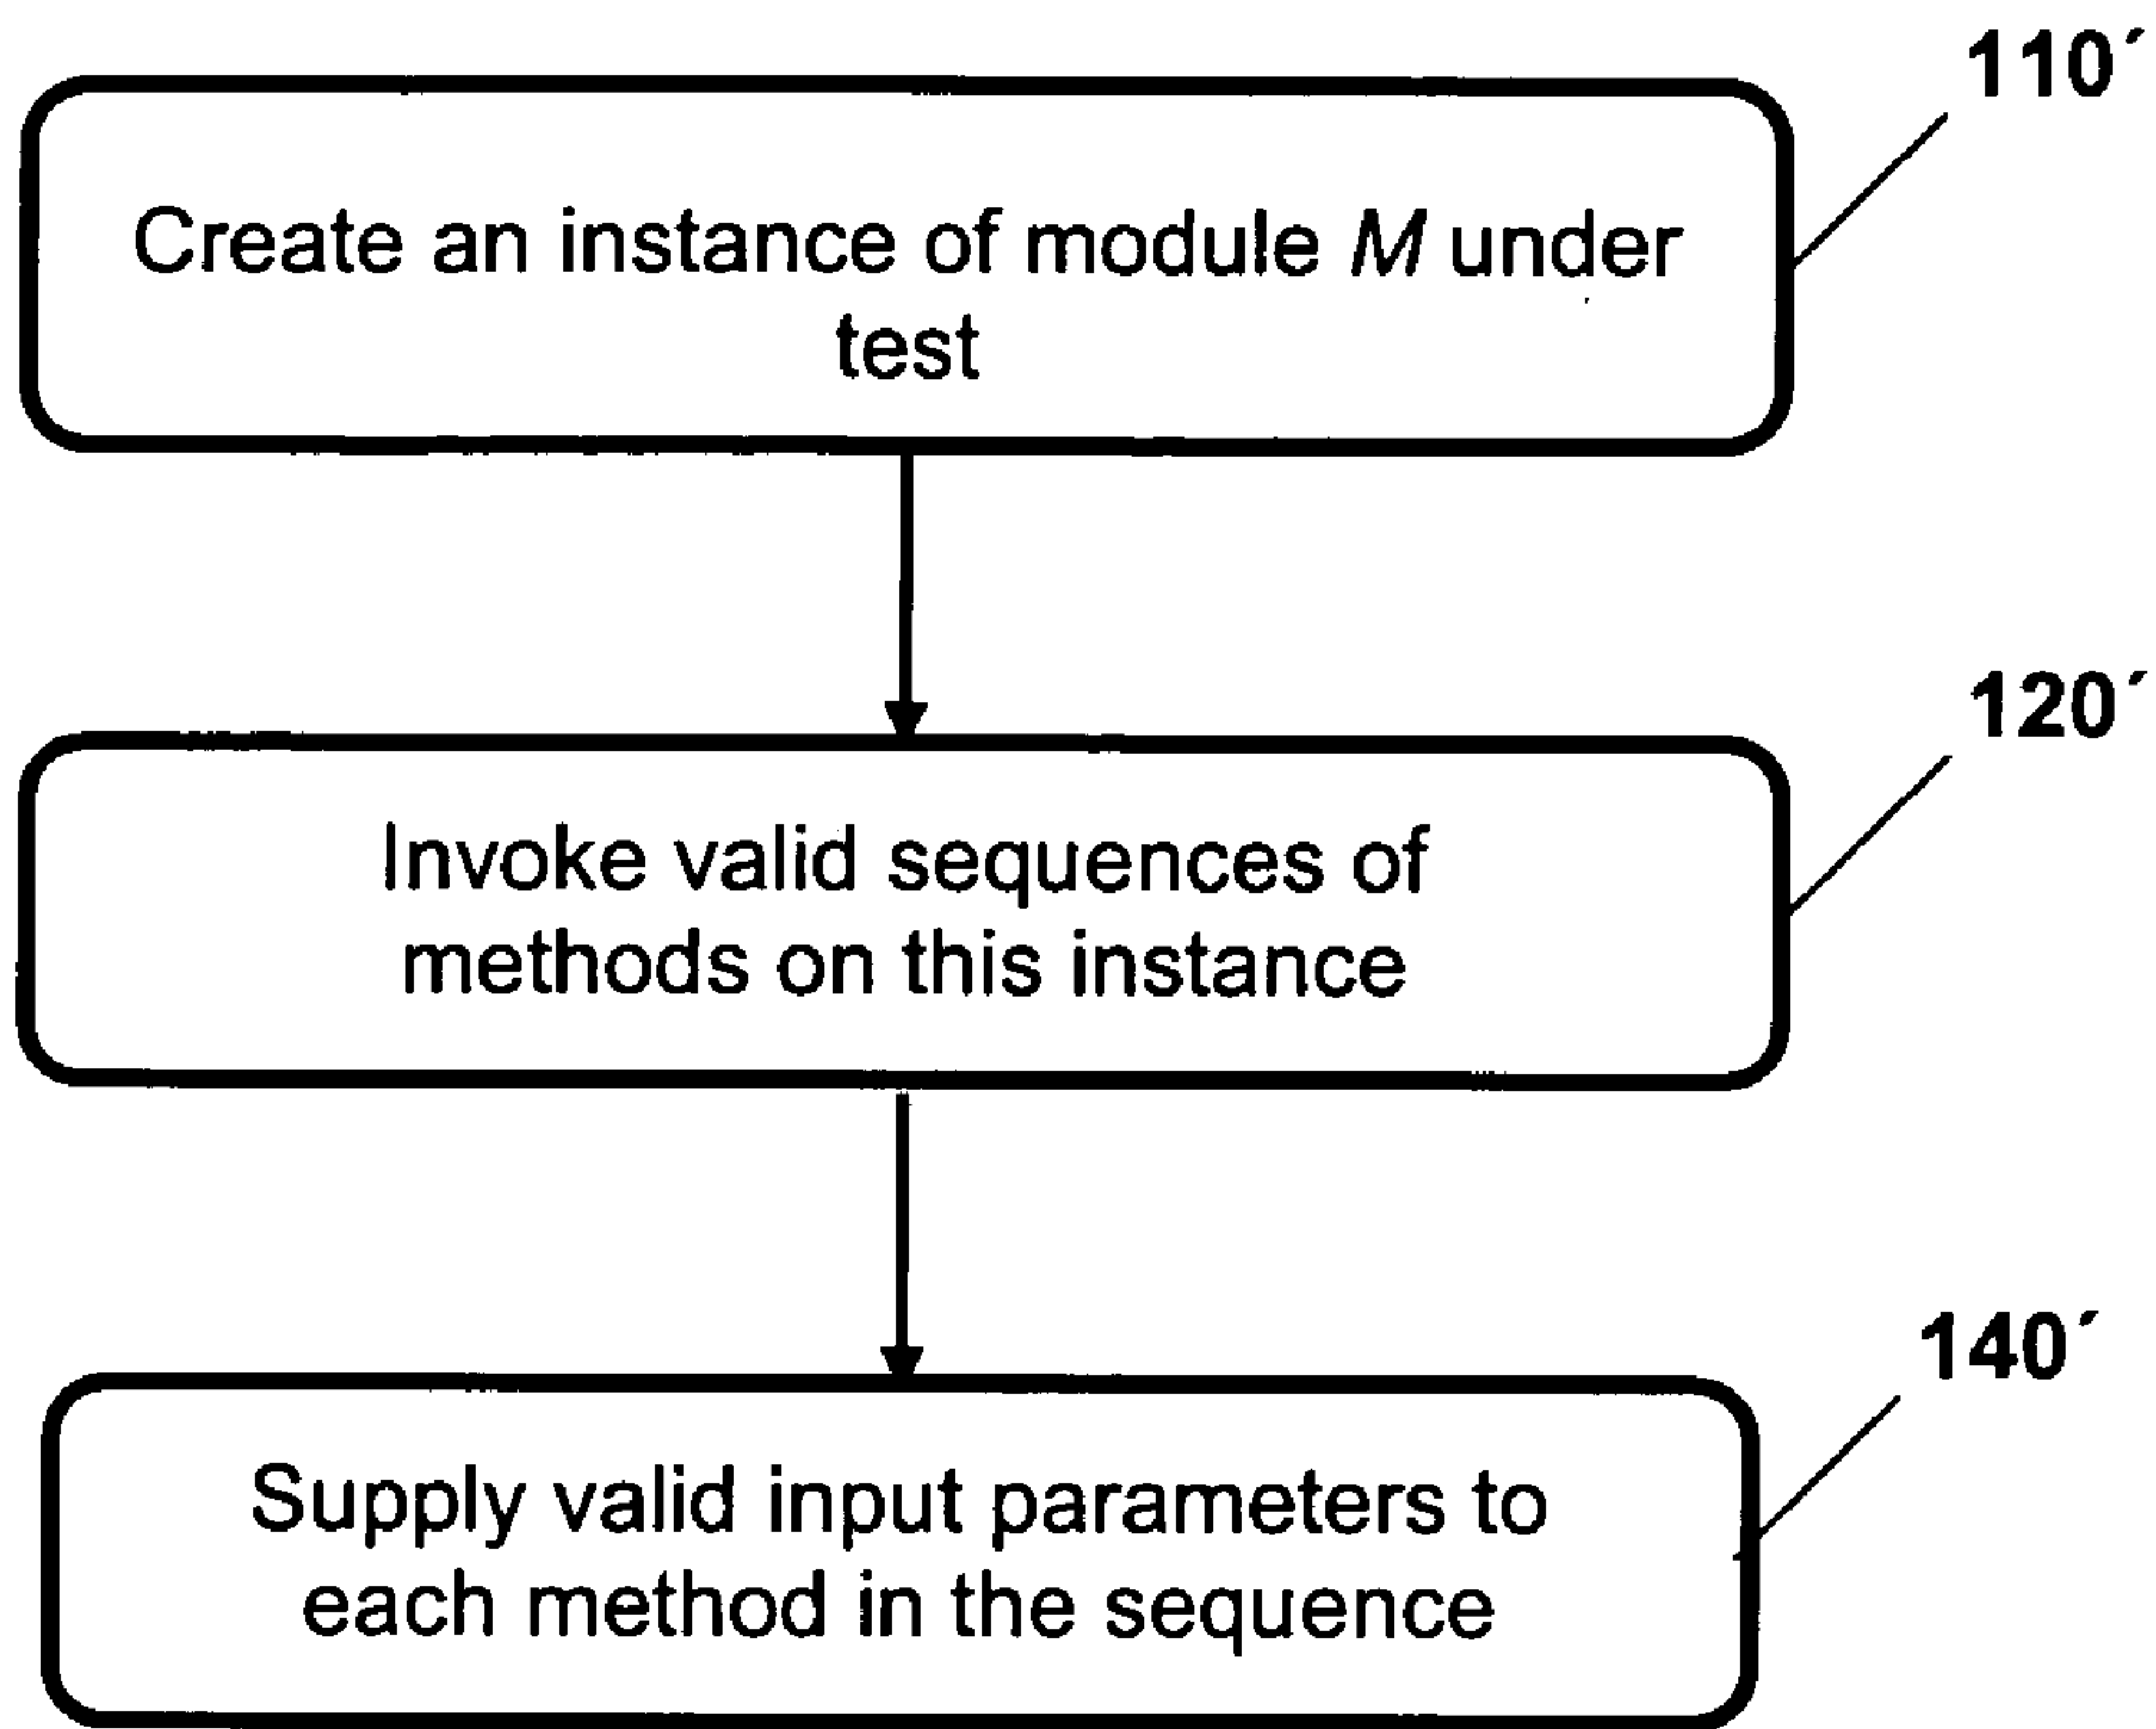 110´
Create an instance of module M under
test
120´
Invoke valid sequences of
methods on this instance
140´
Supply valid input parameters to
each method in the sequence